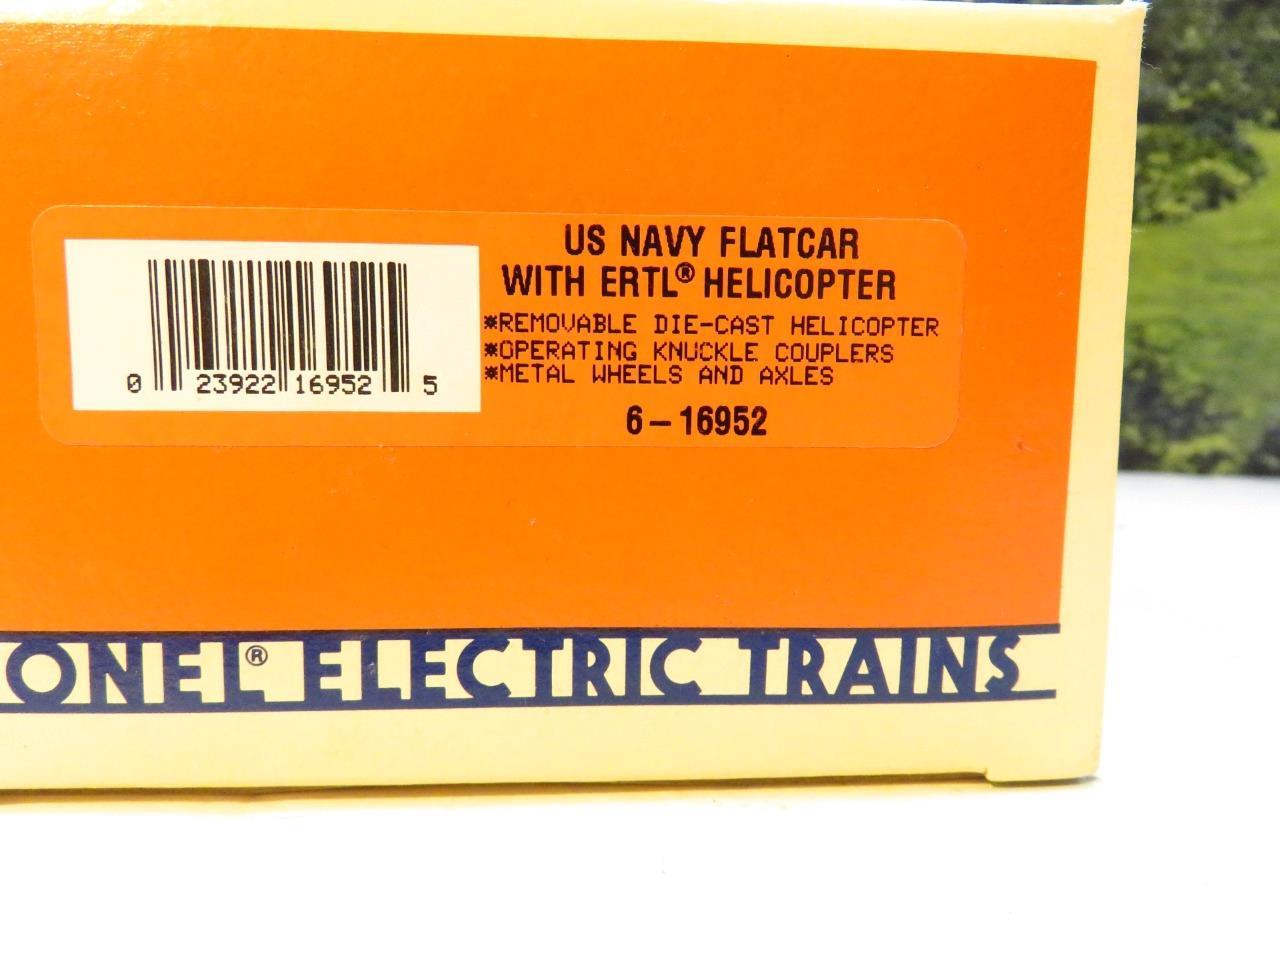 US NAVY FLATCAR
WITH ERTL® HELICOPTER
*REMOVABLE DIE-CAST HELICOPTER
*OPERATING KNUCKLE COUPLERS
*METAL WHEELS AND AXLES
6-16952
0 23922 16952 5
ONEL® ELECTRIC TRAINS